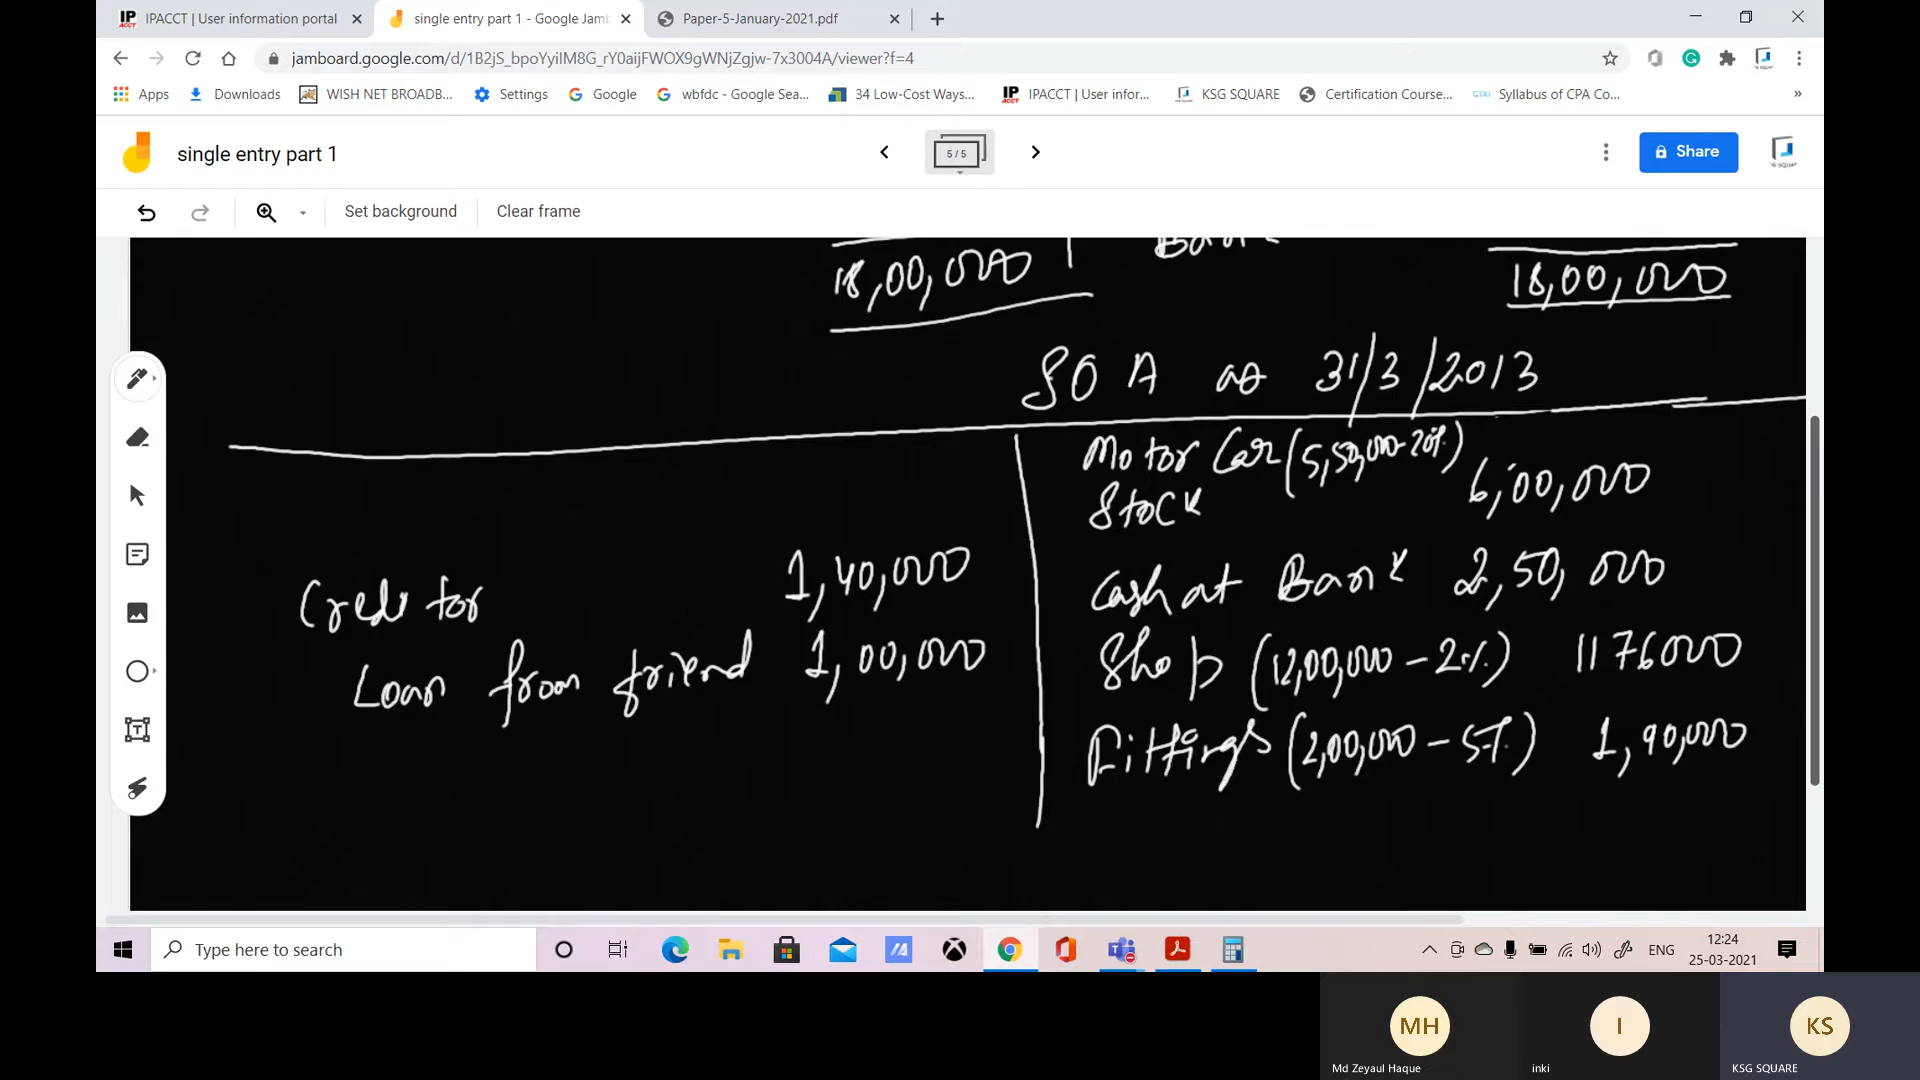 IPACCT | User information portal
single entry part 1 - Google Jamb
Paper-5-January-2021.pdf
jamboard.google.com/d/1B2jS_bpoYyiIM8G_rY0aijFWOX9gWNjZgjw-7x3004A/viewer?f=4
Apps Downloads WISH NET BROADB... Settings Google wbfdc - Google Sea... 34 Low-Cost Ways... IPACCT | User infor... KSG SQUARE Certification Course... Syllabus of CPA Co... »
single entry part 1
5 / 5
Share
Set background Clear frame
18,00,000 Bank 18,00,000
SOA as 31/3/2013
Motor Car (5,50,000-20%)
Stock 6,00,000
Creditor 1,40,000
Cash at Bank 2,50,000
Loan from friend 1,00,000
Shop (12,00,000 - 2%) 1176000
Fittings (2,00,000 - 5%) 1,90,000
Type here to search
ENG
12:24
25-03-2021
MH
I
KS
Md Zeyaul Haque
inki
KSG SQUARE